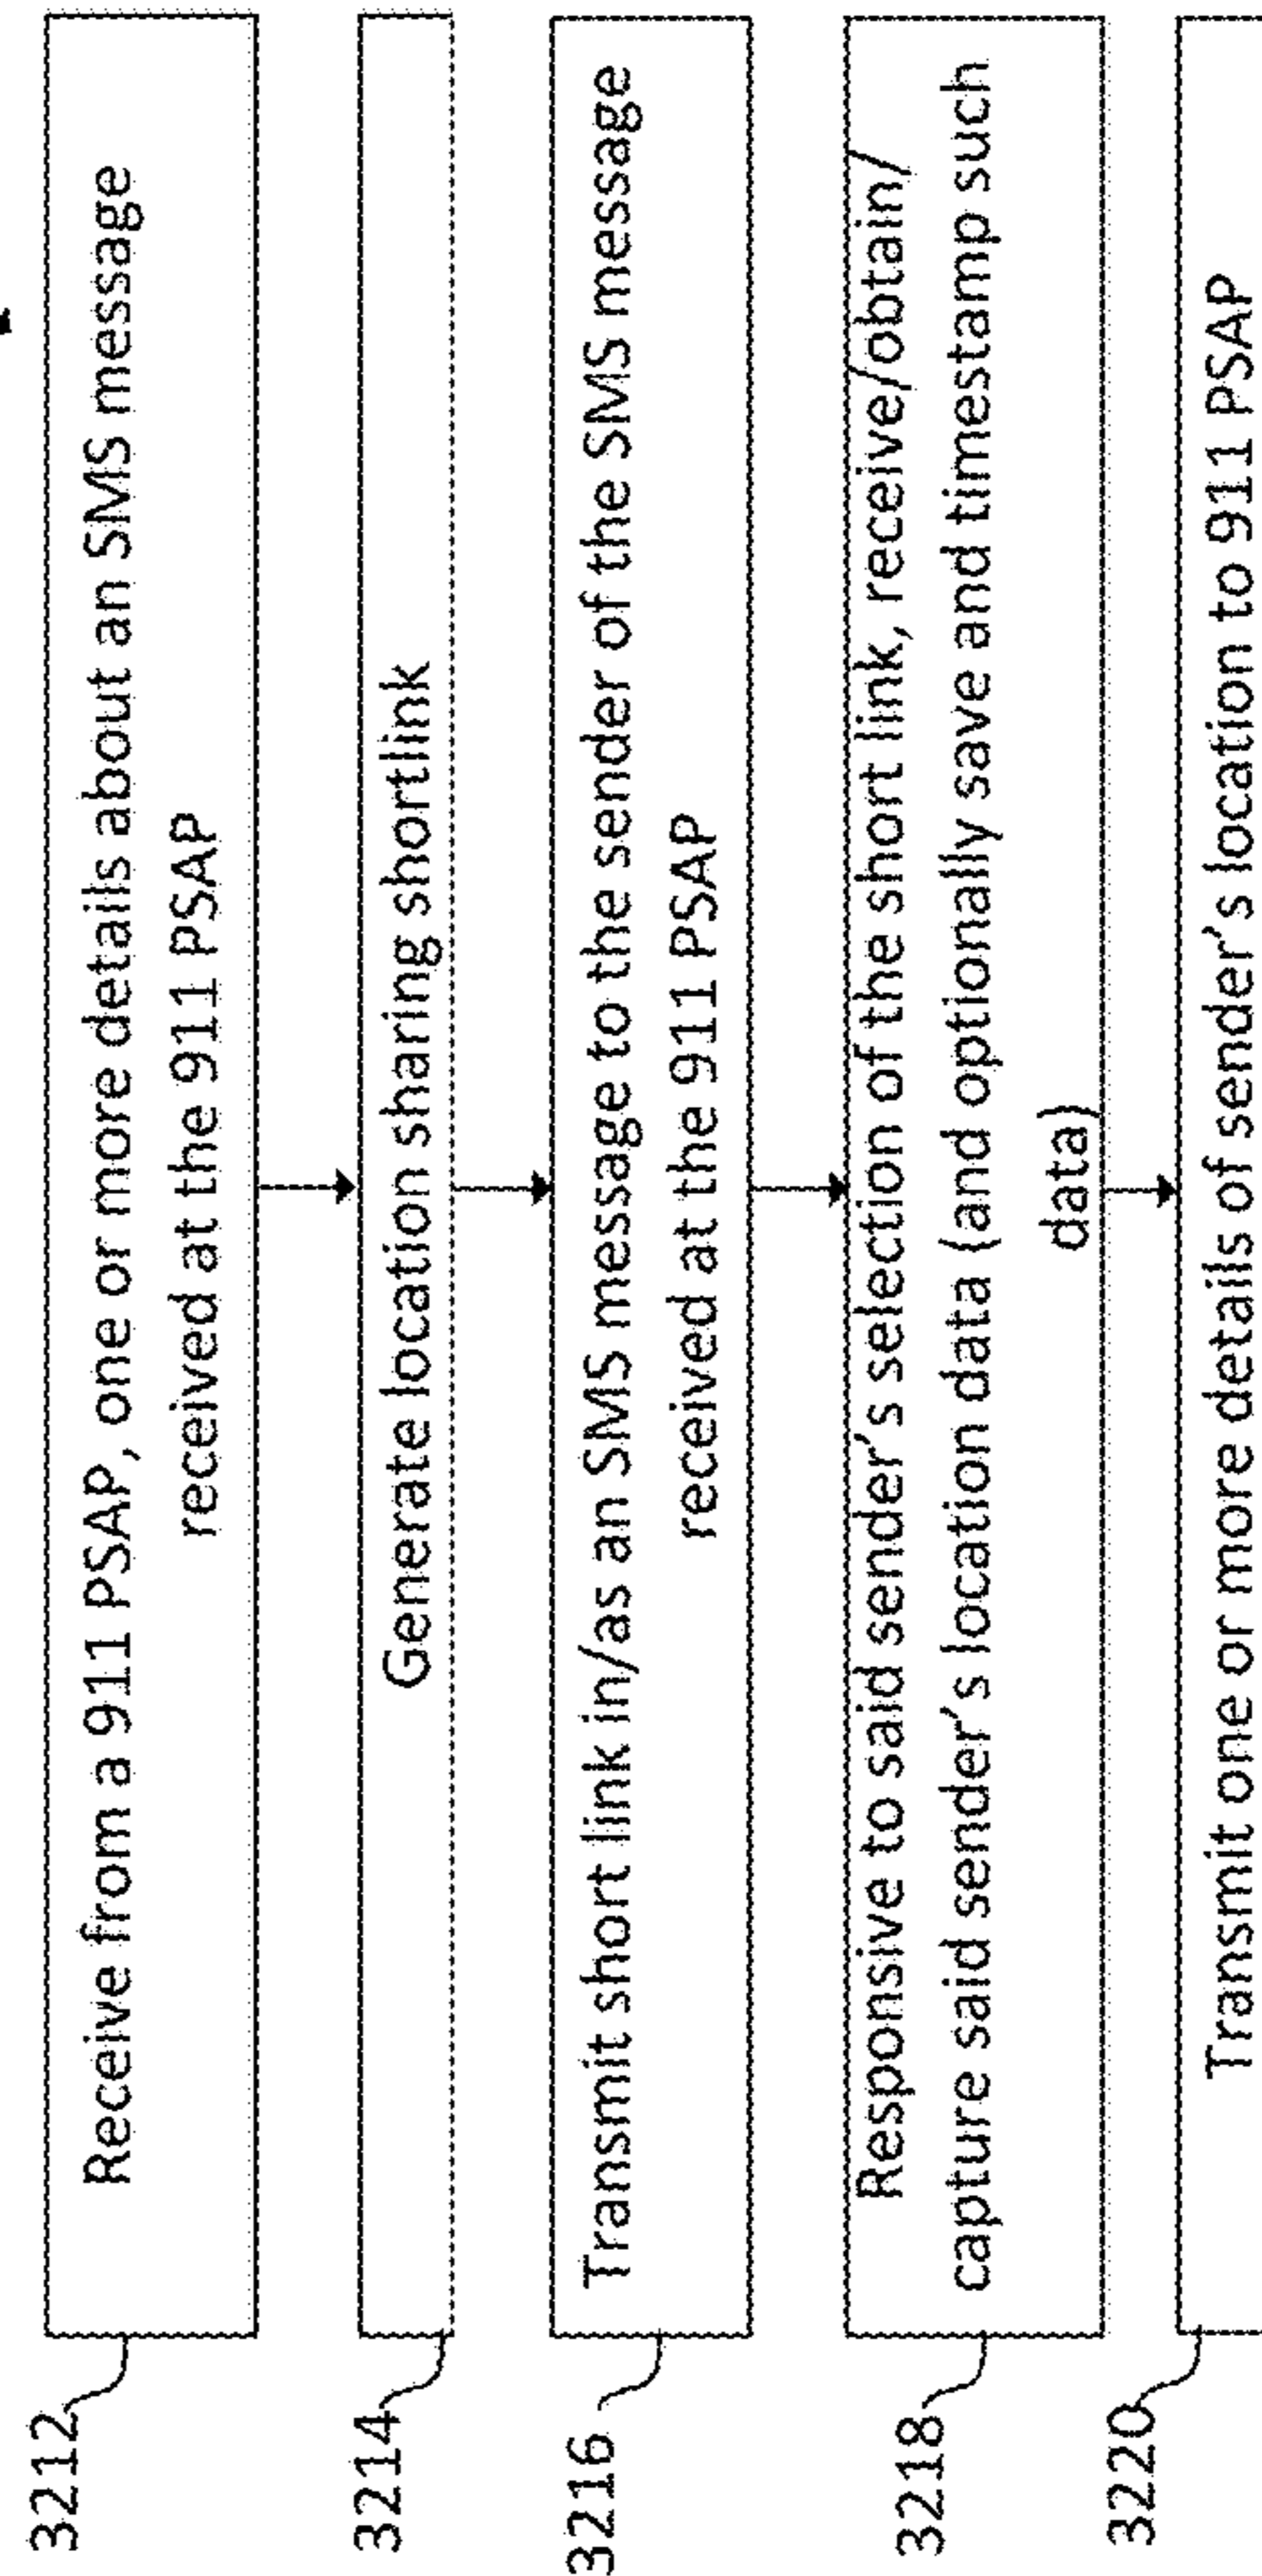 3212
Receive from a 911 PSAP, one or more details about an SMS message
received at the 911 PSAP
3214
Generate location sharing shortlink
3216
Transmit short link in/as an SMS message to the sender of the SMS message
received at the 911 PSAP
3218
Responsive to said sender's selection of the short link, receive/obtain/
capture said sender's location data (and optionally save and timestamp such
data)
3220
Transmit one or more details of sender's location to 911 PSAP